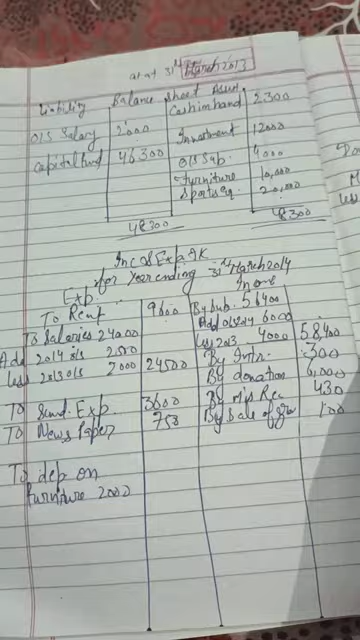 as at 31st March 2013
Liability Balance Sheet Asset
O/S Salary 2000 Cash in hand 2300
Capital fund 46300 Investment 12000
O/S Sub. 4000
Furniture 10,000
Sports eq. 20,000
48300 48300
Inc & Exp A/c
for Year ending 31st March 2014
Exp. Income
To Rent 9600 By Sub. 56400
To Salaries 24000 Add O/S 6000
Add 2014 o/s 2500 Less 2013 4000 58,400
Less 2013 o/s 2000 24500 By Intr. 300
By donation 6,000
To Sund. Exp. 3600 By Mis Rec 430
To News Paper 750 By Sale of 100
To dep on
furniture 2000